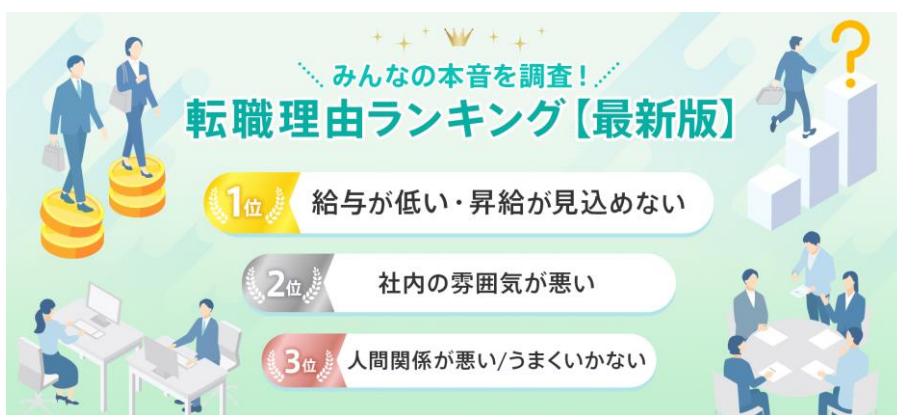 みんなの本音を調査!
転職理由ランキング【最新版】
?
1位 給与が低い・昇給が見込めない
2位 社内の雰囲気が悪い
3位 人間関係が悪い/うまくいかない